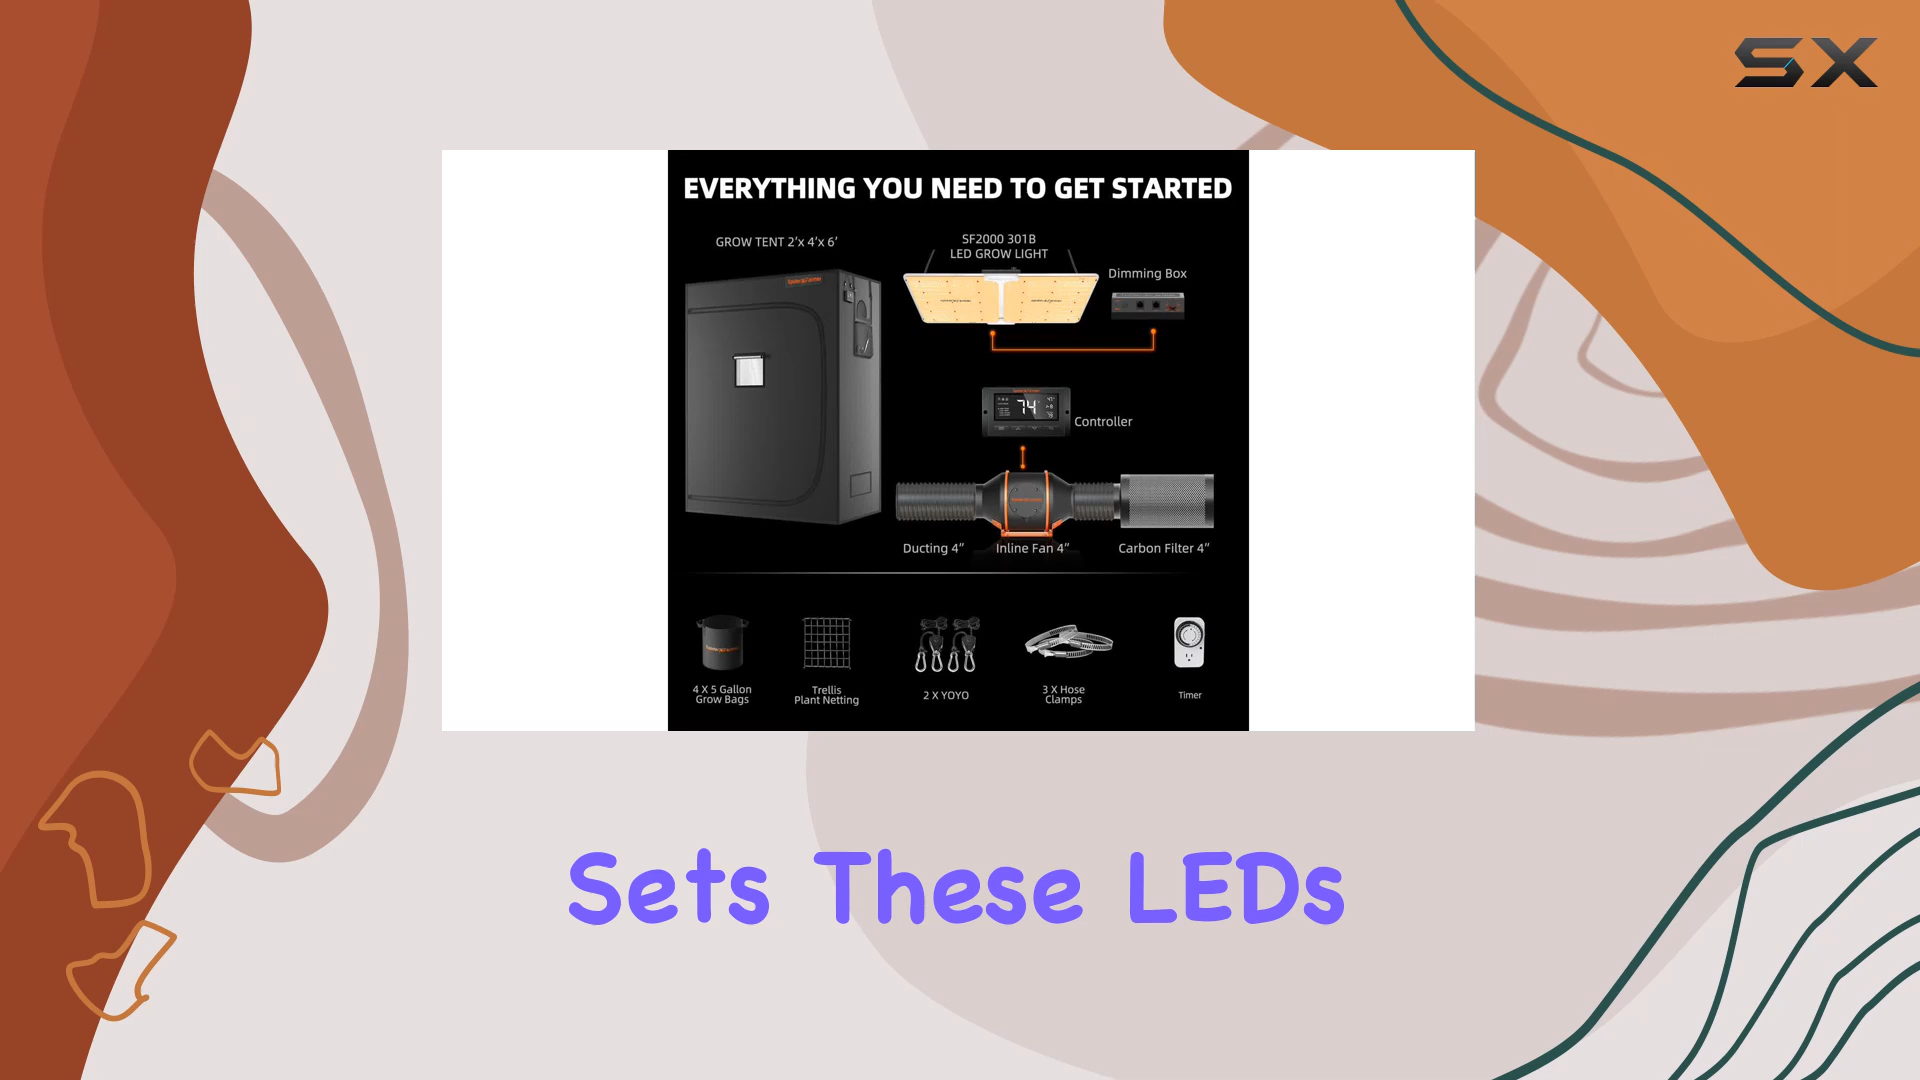 SX
EVERYTHING YOU NEED TO GET STARTED
GROW TENT 2'x 4'x 6'
SF2000 301B
LED GROW LIGHT
Dimming Box
74
Controller
Ducting 4"
Inline Fan 4"
Carbon Filter 4"
4 X 5 Gallon
Grow Bags
Trellis
Plant Netting
2 X YOYO
3 X Hose
Clamps
Timer
Sets These LEDs